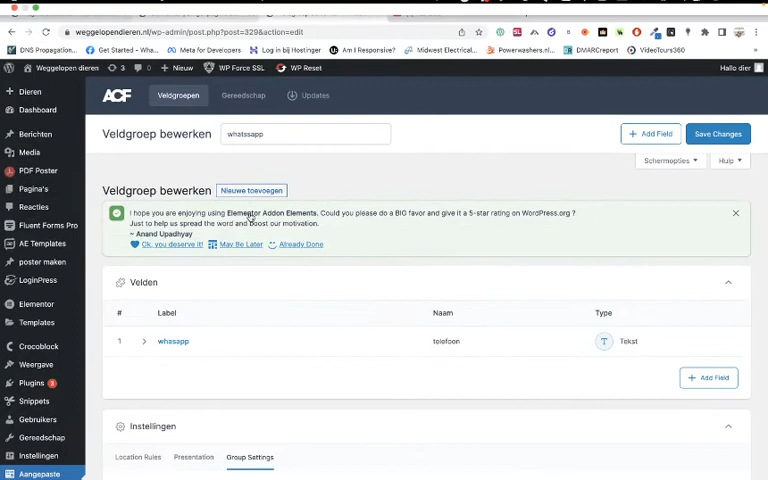 weggelopendieren.nl/wp-admin/post.php?post=329&action=edit
DNS Propagation... Get Started - Wha... Meta for Developers Log in bij Hostinger Am I Responsive? Midwest Electrical... Powerwashers.nl... DMARCreport VideoTours360
Weggelopen dieren 3 0 Nieuw WP Force SSL WP Reset Hallo dier
Dieren
Dashboard
Berichten
Media
PDF Poster
Pagina's
Reacties
Fluent Forms Pro
AE Templates
poster maken
LoginPress
Elementor
Templates
Crocoblock
Weergave
Plugins 3
Snippets
Gebruikers
Gereedschap
Instellingen
Aangepaste
ACF Veldgroepen Gereedschap Updates
Veldgroep bewerken whatssapp + Add Field Save Changes
Schermopties Hulp
Veldgroep bewerken Nieuwe toevoegen
I hope you are enjoying using Elementor Addon Elements. Could you please do a BIG favor and give it a 5-star rating on WordPress.org ?
Just to help us spread the word and boost our motivation.
~ Anand Upadhyay
Ok, you deserve it! May Be Later Already Done
Velden
# Label Naam Type
1 whasapp telefoon T Tekst
+ Add Field
Instellingen
Location Rules Presentation Group Settings